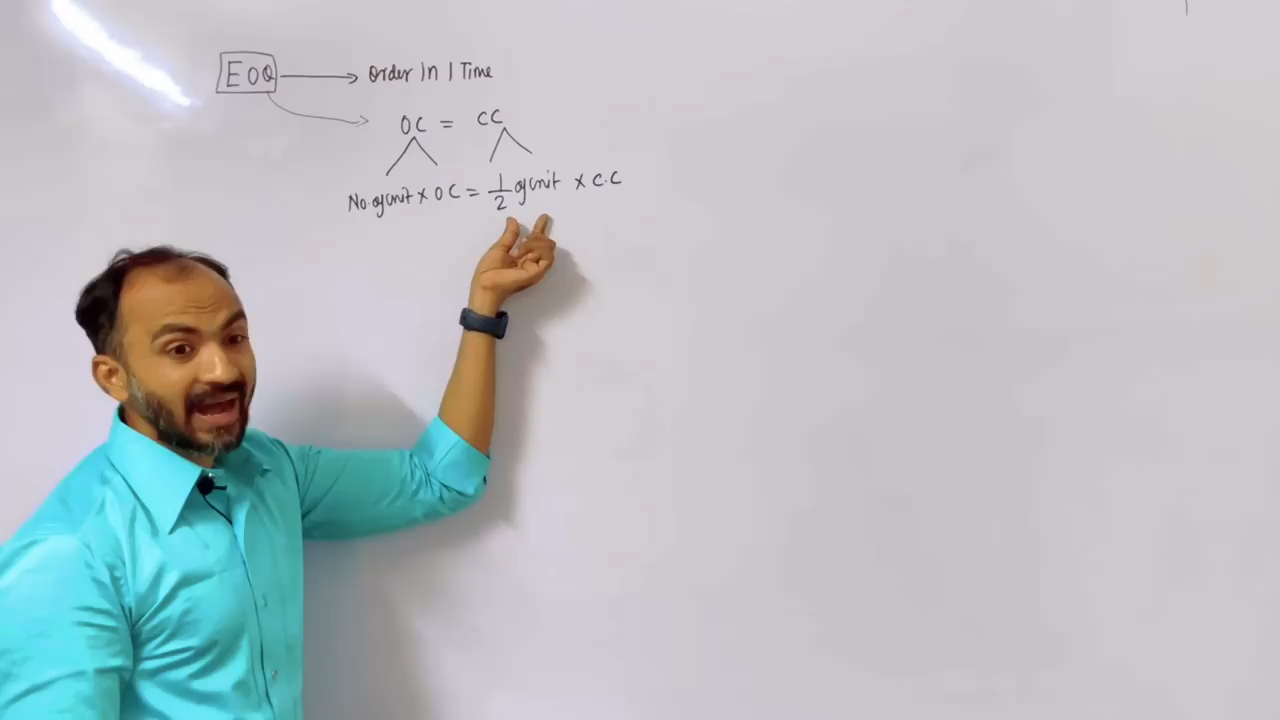 EOQ → Order In 1 Time
OC = CC
No. of unit × OC = 1/2 of unit × C.C